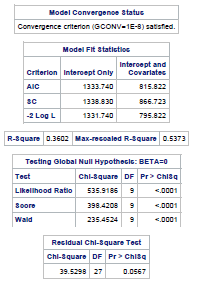 Model Convergence Status
Convergence criterion (GCONV=1E-8) satisfied.
Model Fit Statistics
Criterion Intercept Only Intercept and Covariates
AIC 1333.740 815.822
SC 1338.830 866.723
-2 Log L 1331.740 795.822
R-Square 0.3602 Max-rescaled R-Square 0.5373
Testing Global Null Hypothesis: BETA=0
Test Chi-Square DF Pr > ChiSq
Likelihood Ratio 535.9186 9 <.0001
Score 398.4208 9 <.0001
Wald 235.4524 9 <.0001
Residual Chi-Square Test
Chi-Square DF Pr > ChiSq
39.5298 27 0.0567